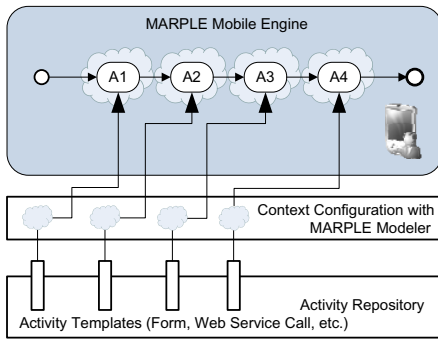 MARPLE Mobile Engine
A1 A2 A3 A4
Context Configuration with
MARPLE Modeler
Activity Repository
Activity Templates (Form, Web Service Call, etc.)